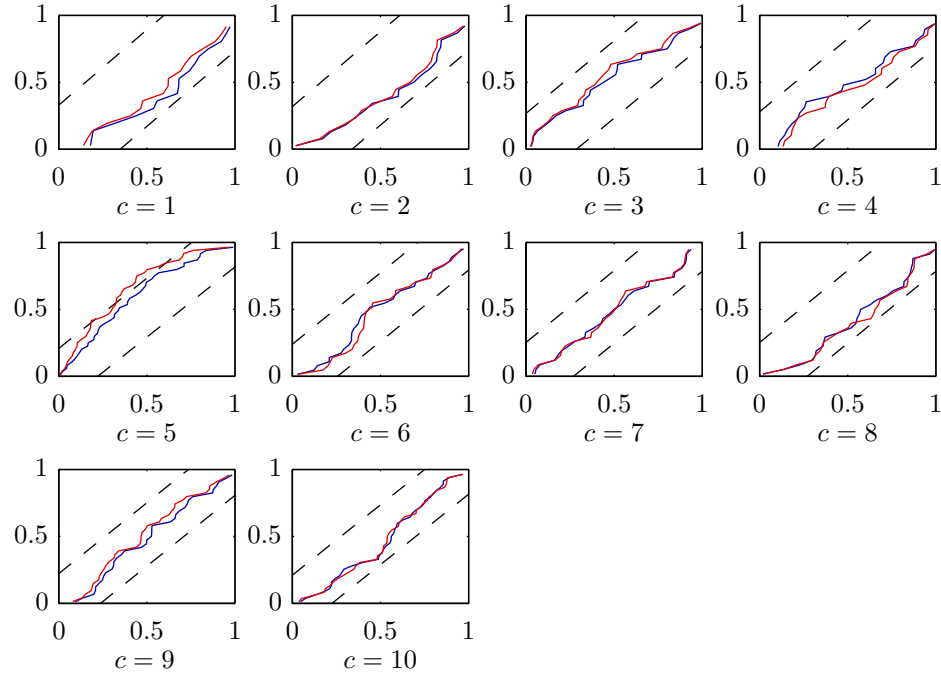 1 1 1 1
0.5 0.5 0.5 0.5
0 0 0 0
0 0.5 1 0 0.5 1 0 0.5 1 0 0.5 1
c = 1 c = 2 c = 3 c = 4
1 1 1 1
0.5 0.5 0.5 0.5
0 0 0 0
0 0.5 1 0 0.5 1 0 0.5 1 0 0.5 1
c = 5 c = 6 c = 7 c = 8
1 1
0.5 0.5
0 0
0 0.5 1 0 0.5 1
c = 9 c = 10